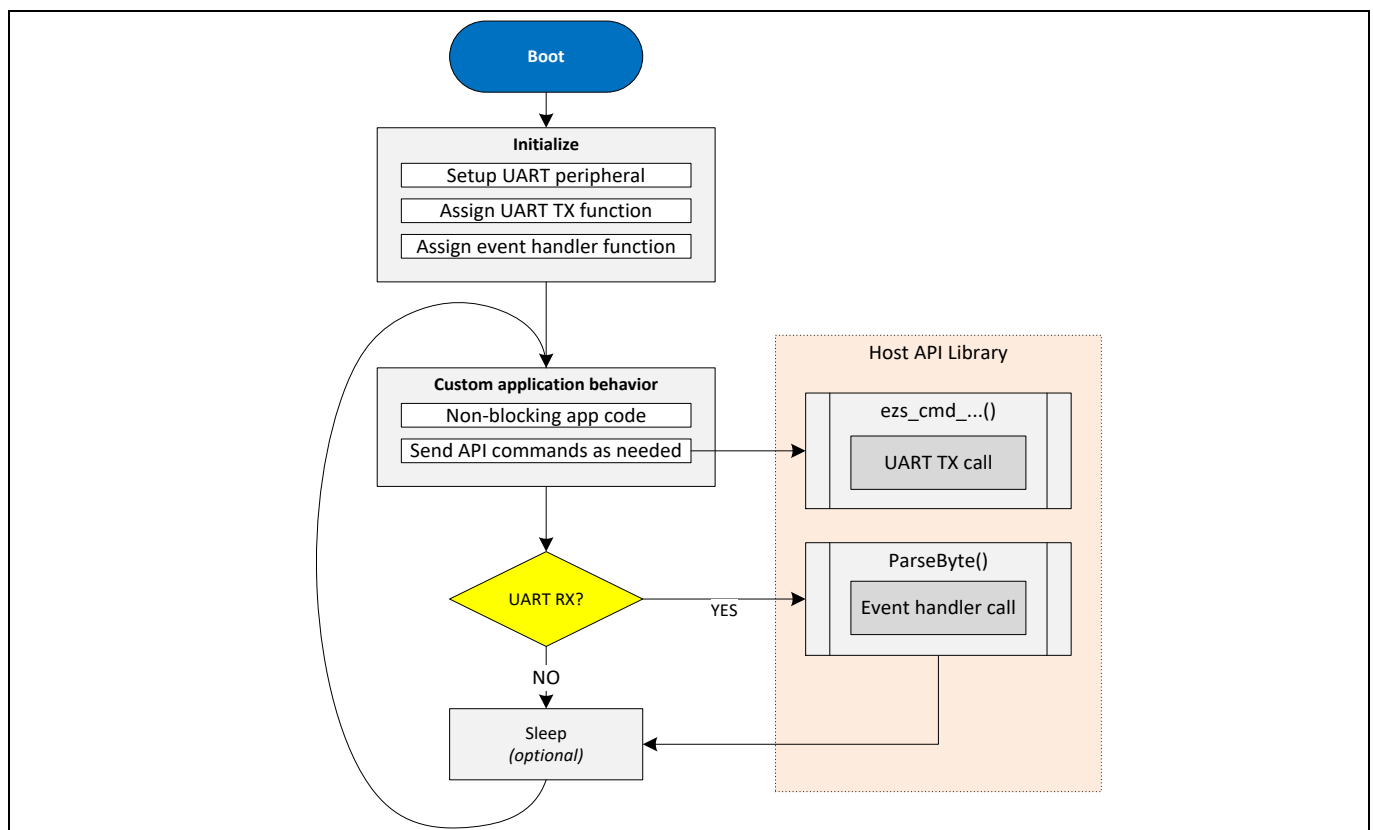 Boot
Initialize
Setup UART peripheral
Assign UART TX function
Assign event handler function
Custom application behavior
Non-blocking app code
Send API commands as needed
Host API Library
ezs_cmd_...()
UART TX call
UART RX?
YES
ParseByte()
Event handler call
NO
Sleep
(optional)